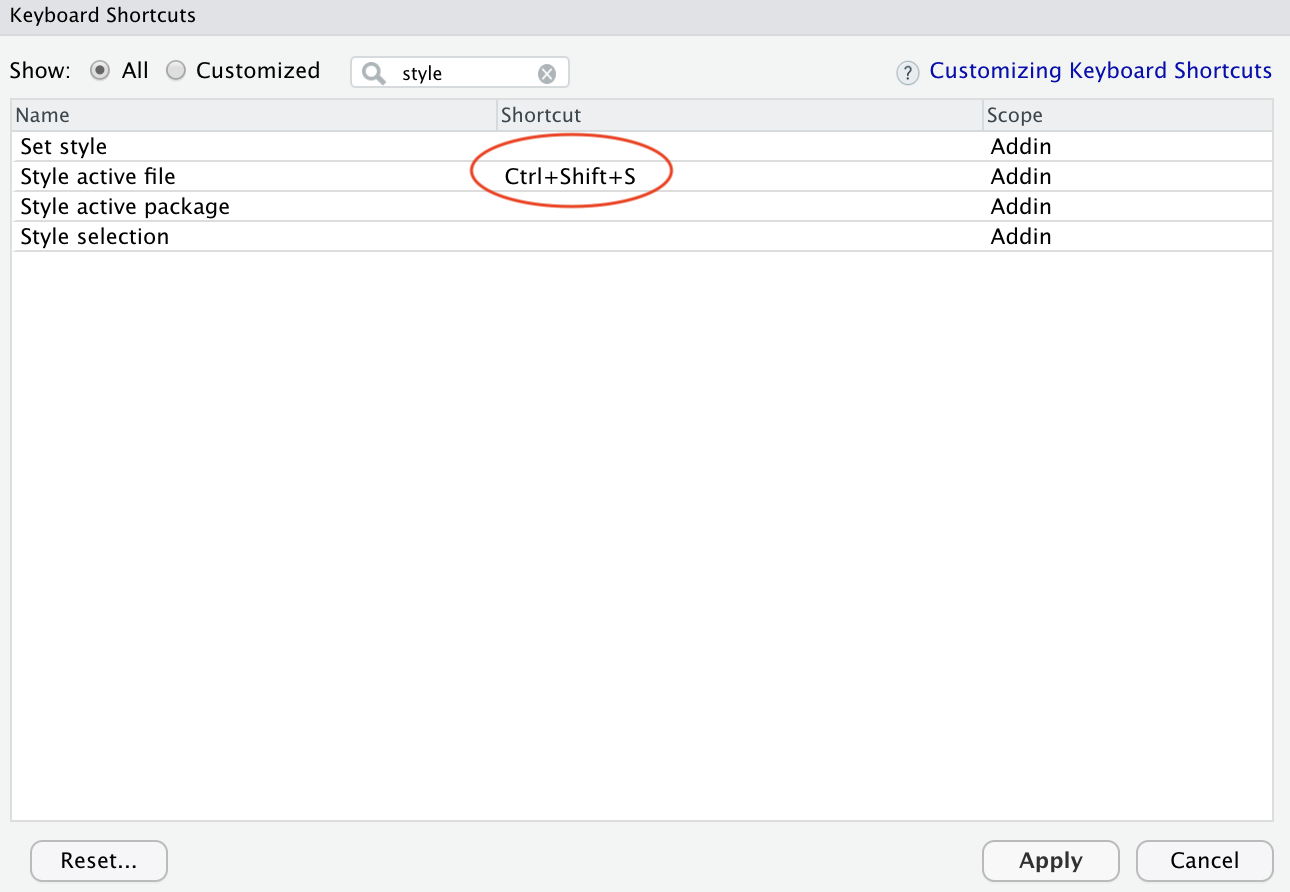 Keyboard Shortcuts
Show: All Customized style ? Customizing Keyboard Shortcuts
Name Shortcut Scope
Set style Addin
Style active file Ctrl+Shift+S Addin
Style active package Addin
Style selection Addin
Reset... Apply Cancel